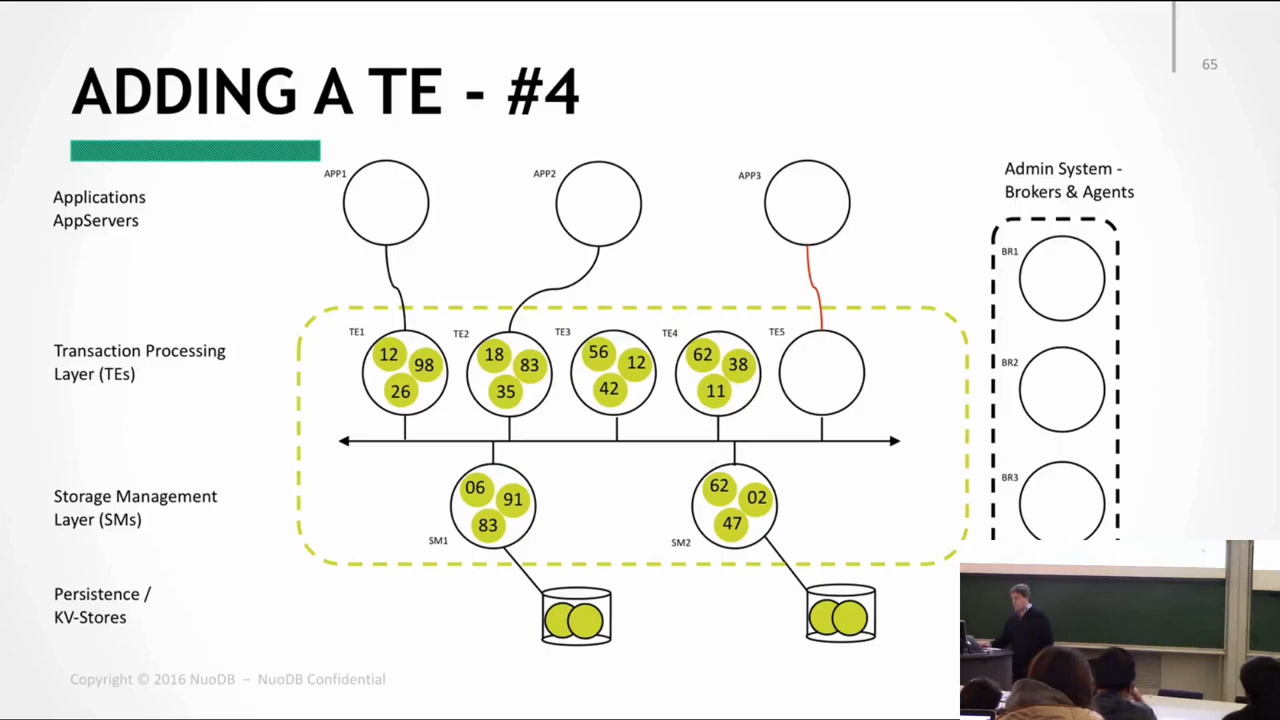 65
ADDING A TE - #4
Applications
AppServers
APP1
APP2
APP3
Admin System -
Brokers & Agents
BR1
BR2
BR3
Transaction Processing
Layer (TEs)
TE1
12
98
26
TE2
18
83
35
TE3
56
12
42
TE4
62
38
11
TE5
Storage Management
Layer (SMs)
06
91
83
SM1
62
02
47
SM2
Persistence /
KV-Stores
Copyright © 2016 NuoDB – NuoDB Confidential